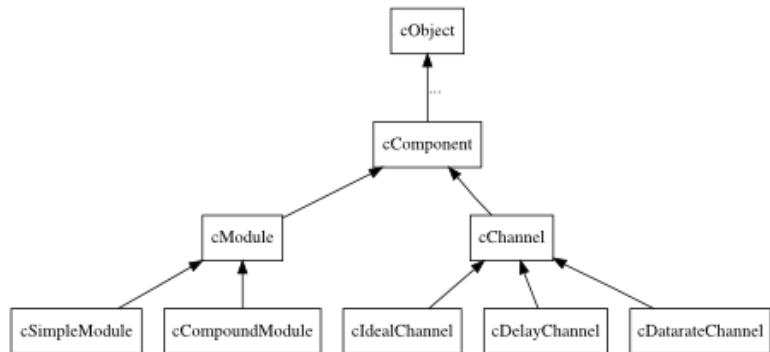 cObject
...
cComponent
cModule
cChannel
cSimpleModule
cCompoundModule
cIdealChannel
cDelayChannel
cDatarateChannel